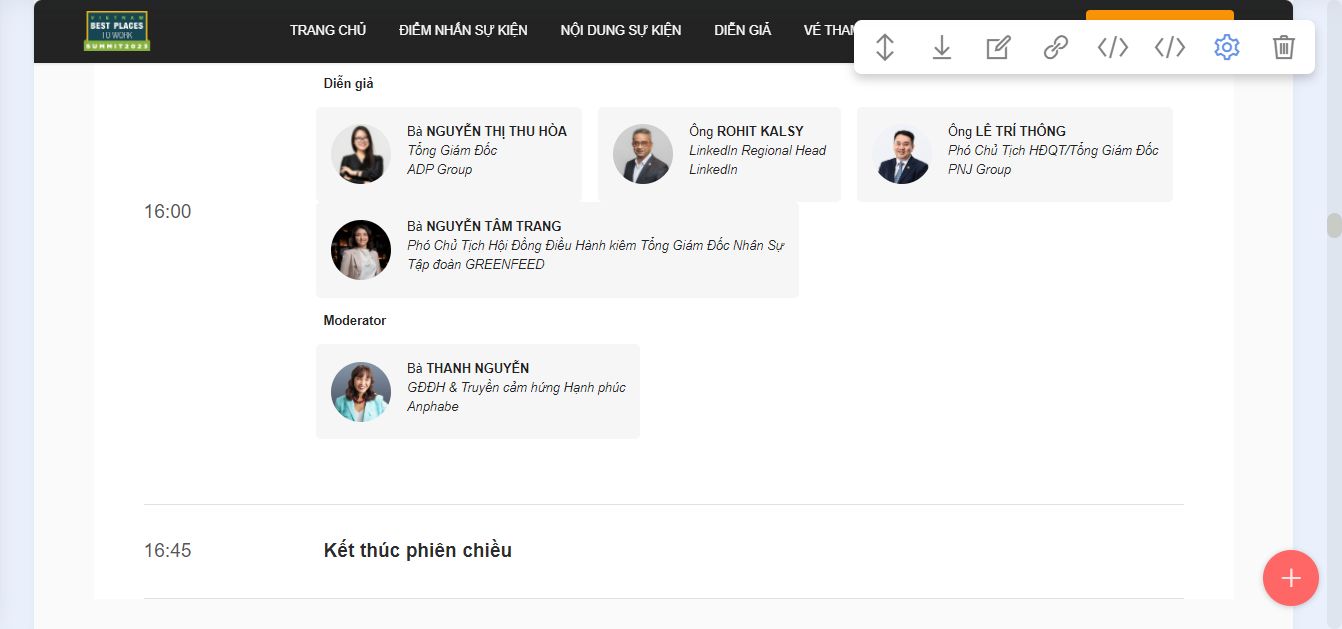 VIETNAM
BEST PLACES
TO WORK
SUMMIT2023
TRANG CHỦ
ĐIỂM NHẤN SỰ KIỆN
NỘI DUNG SỰ KIỆN
DIỄN GIẢ
VÉ THAM
Diễn giả
Bà NGUYỄN THỊ THU HÒA
Tổng Giám Đốc
ADP Group
Ông ROHIT KALSY
LinkedIn Regional Head
LinkedIn
Ông LÊ TRÍ THÔNG
Phó Chủ Tịch HĐQT/Tổng Giám Đốc
PNJ Group
16:00
Bà NGUYỄN TÂM TRANG
Phó Chủ Tịch Hội Đồng Điều Hành kiêm Tổng Giám Đốc Nhân Sự
Tập đoàn GREENFEED
Moderator
Bà THANH NGUYỄN
GĐĐH & Truyền cảm hứng Hạnh phúc
Anphabe
16:45
Kết thúc phiên chiều